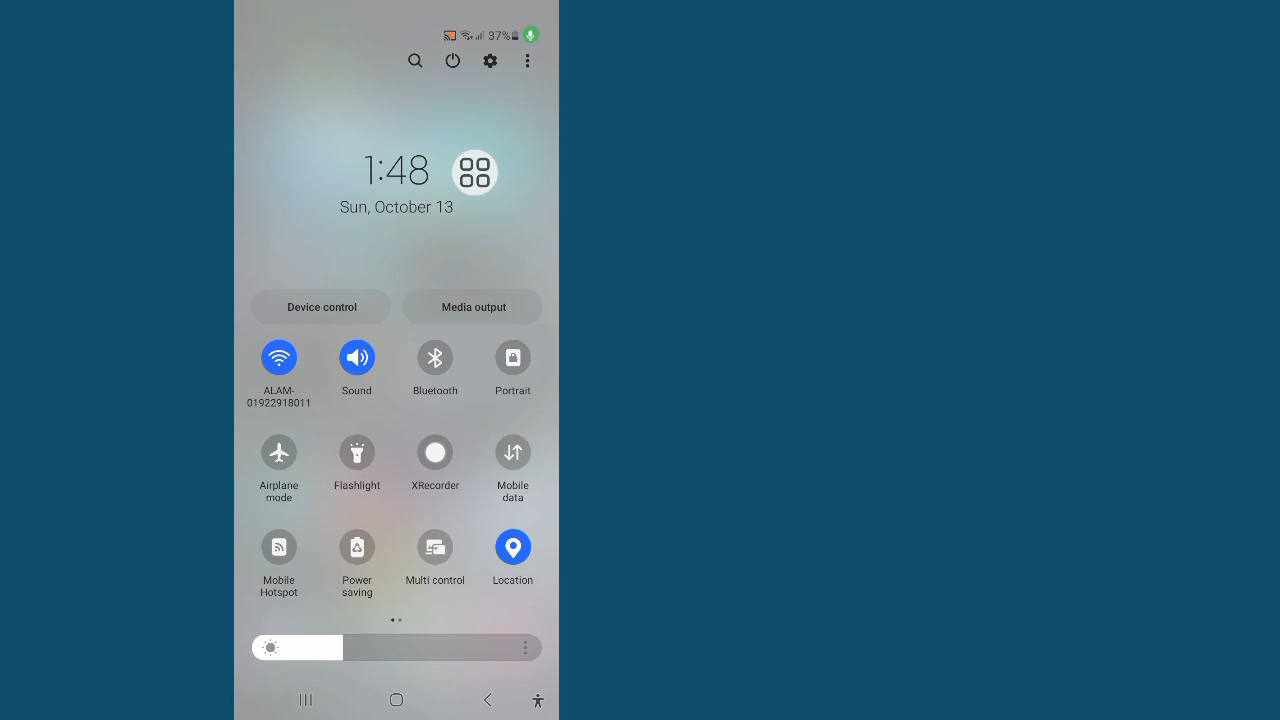 37%
1:48
Sun, October 13
Device control Media output
ALAM-
01922918011
Sound
Bluetooth
Portrait
Airplane
mode
Flashlight
XRecorder
Mobile
data
Mobile
Hotspot
Power
saving
Multi control
Location